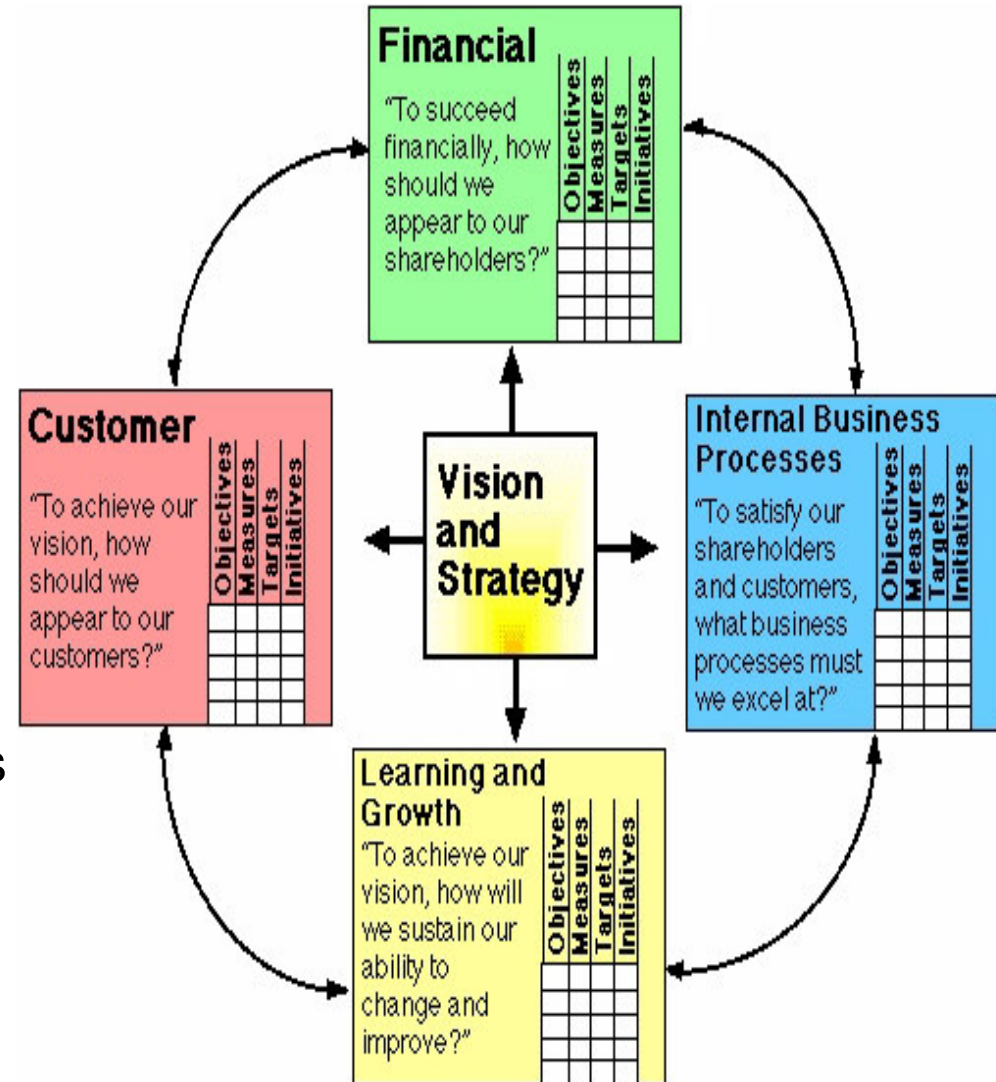 Financial
"To succeed
financially, how
should we
appear to our
shareholders?"
Objectives
Measures
Targets
Initiatives
Customer
"To achieve our
vision, how
should we
appear to our
customers?"
Objectives
Measures
Targets
Initiatives
Vision
and
Strategy
Internal Business
Processes
"To satisfy our
shareholders
and customers,
what business
processes must
we excel at?"
Objectives
Measures
Targets
Initiatives
s
Learning and
Growth
"To achieve our
vision, how will
we sustain our
ability to
change and
improve?"
Objectives
Measures
Targets
Initiatives